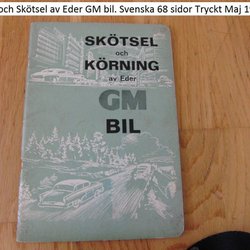 och Skötsel av Eder GM bil. Svenska 68 sidor Tryckt Maj
SKÖTSEL
och
KÖRNING
av Eder
GM
BIL